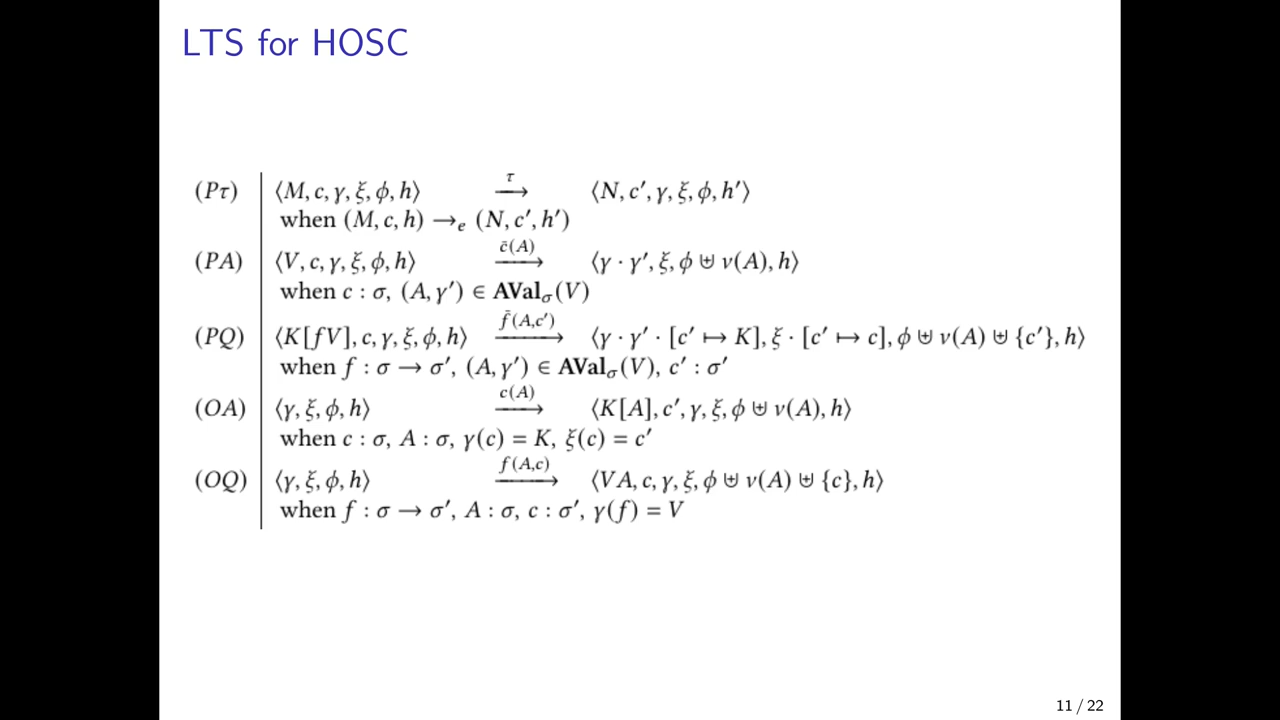 LTS for HOSC
(Pτ) ⟨M, c, γ, ξ, ϕ, h⟩ —τ→ ⟨N, c′, γ, ξ, ϕ, h′⟩
when (M, c, h) →ₑ (N, c′, h′)
(PA) ⟨V, c, γ, ξ, ϕ, h⟩ —c̄(A)→ ⟨γ · γ′, ξ, ϕ ⊎ ν(A), h⟩
when c : σ, (A, γ′) ∈ AVal_σ(V)
(PQ) ⟨K[fV], c, γ, ξ, ϕ, h⟩ —f̄(A,c′)→ ⟨γ · γ′ · [c′ ↦ K], ξ · [c′ ↦ c], ϕ ⊎ ν(A) ⊎ {c′}, h⟩
when f : σ → σ′, (A, γ′) ∈ AVal_σ(V), c′ : σ′
(OA) ⟨γ, ξ, ϕ, h⟩ —c(A)→ ⟨K[A], c′, γ, ξ, ϕ ⊎ ν(A), h⟩
when c : σ, A : σ, γ(c) = K, ξ(c) = c′
(OQ) ⟨γ, ξ, ϕ, h⟩ —f(A,c)→ ⟨VA, c, γ, ξ, ϕ ⊎ ν(A) ⊎ {c}, h⟩
when f : σ → σ′, A : σ, c : σ′, γ(f) = V
11 / 22